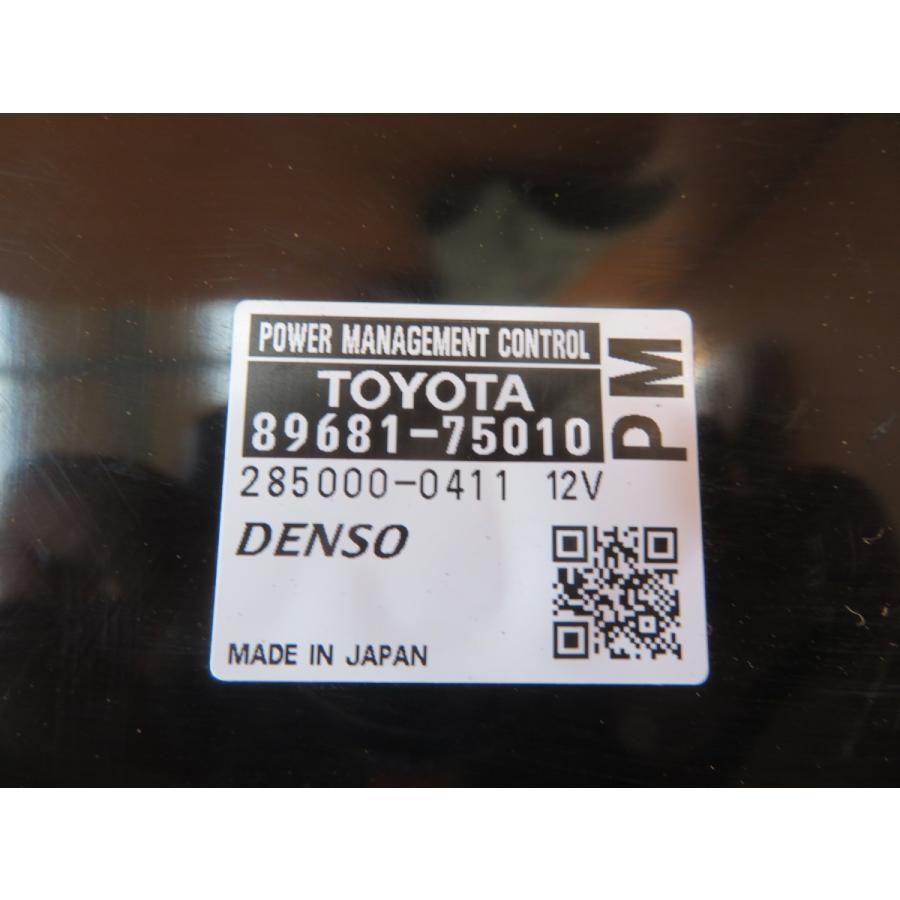 POWER MANAGEMENT CONTROL
TOYOTA
89681-75010
PM
285000-0411 12V
DENSO
MADE IN JAPAN